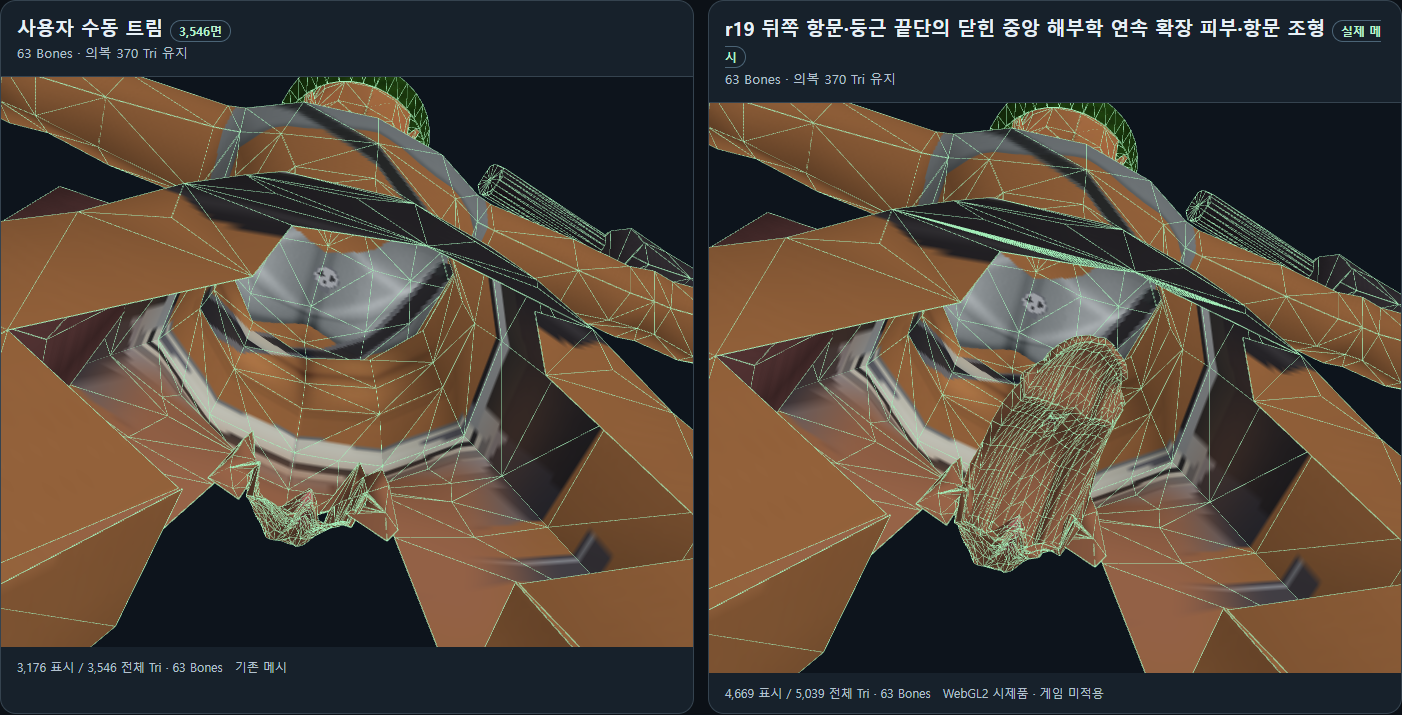 사용자 수동 트림 3,546면
63 Bones · 의복 370 Tri 유지
3,176 표시 / 3,546 전체 Tri · 63 Bones 기존 메시
r19 뒤쪽 항문·둥근 끝단의 닫힌 중앙 해부학 연속 확장 피부·항문 조형 실제 메
시
63 Bones · 의복 370 Tri 유지
4,669 표시 / 5,039 전체 Tri · 63 Bones WebGL2 시제품 · 게임 미적용